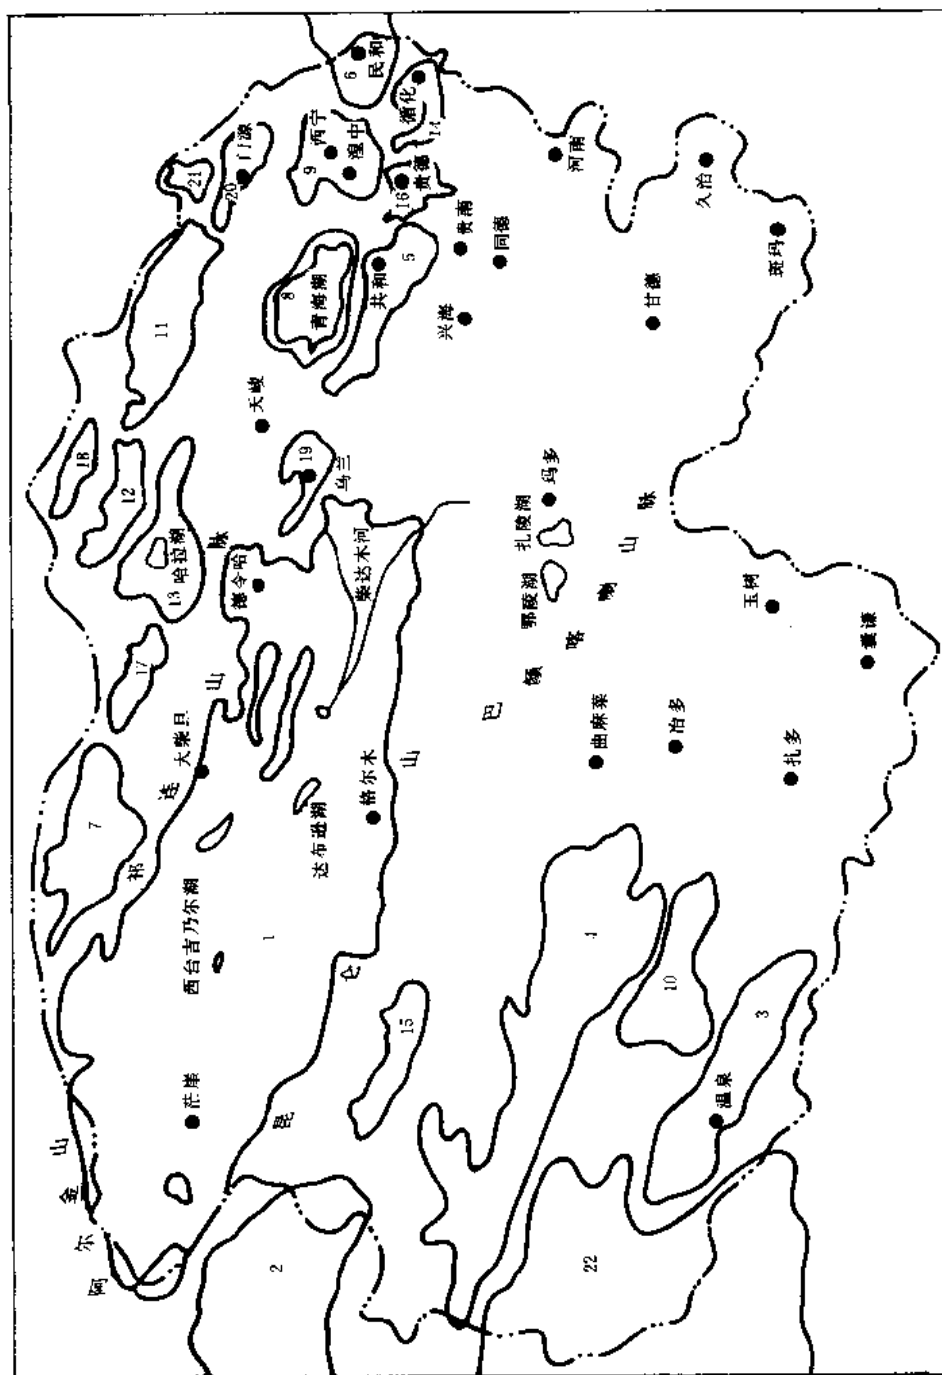 阿尔金山
祁连山脉
昆仑山
巴颜喀喇山脉
茫崖
西台吉乃尔湖
大柴旦
达布逊湖
格尔木
德令哈
柴达木河
哈拉湖
天峻
乌兰
青海湖
共和
门源
西宁
湟中
民和
循化
贵德
贵南
同德
兴海
河南
久治
班玛
甘德
玛多
扎陵湖
鄂陵湖
曲麻莱
冶多
扎多
玉树
囊谦
温泉
1
2
3
4
5
6
7
8
9
10
11
12
13
14
15
16
17
18
19
20
21
22